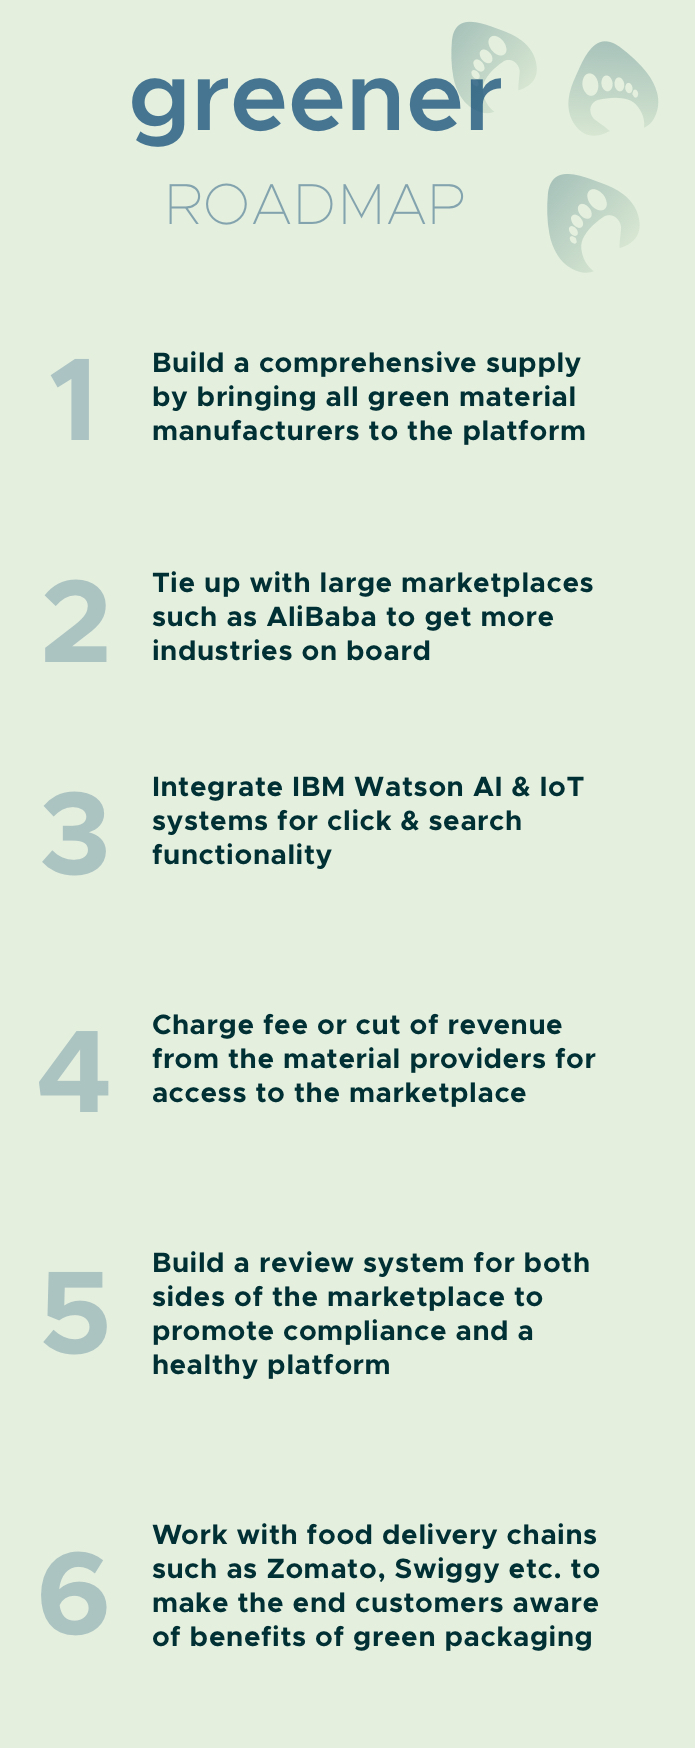 greener
ROADMAP
1
Build a comprehensive supply
by bringing all green material
manufacturers to the platform
2
Tie up with large marketplaces
such as AliBaba to get more
industries on board
3
Integrate IBM Watson AI & IoT
systems for click & search
functionality
4
Charge fee or cut of revenue
from the material providers for
access to the marketplace
5
Build a review system for both
sides of the marketplace to
promote compliance and a
healthy platform
6
Work with food delivery chains
such as Zomato, Swiggy etc. to
make the end customers aware
of benefits of green packaging